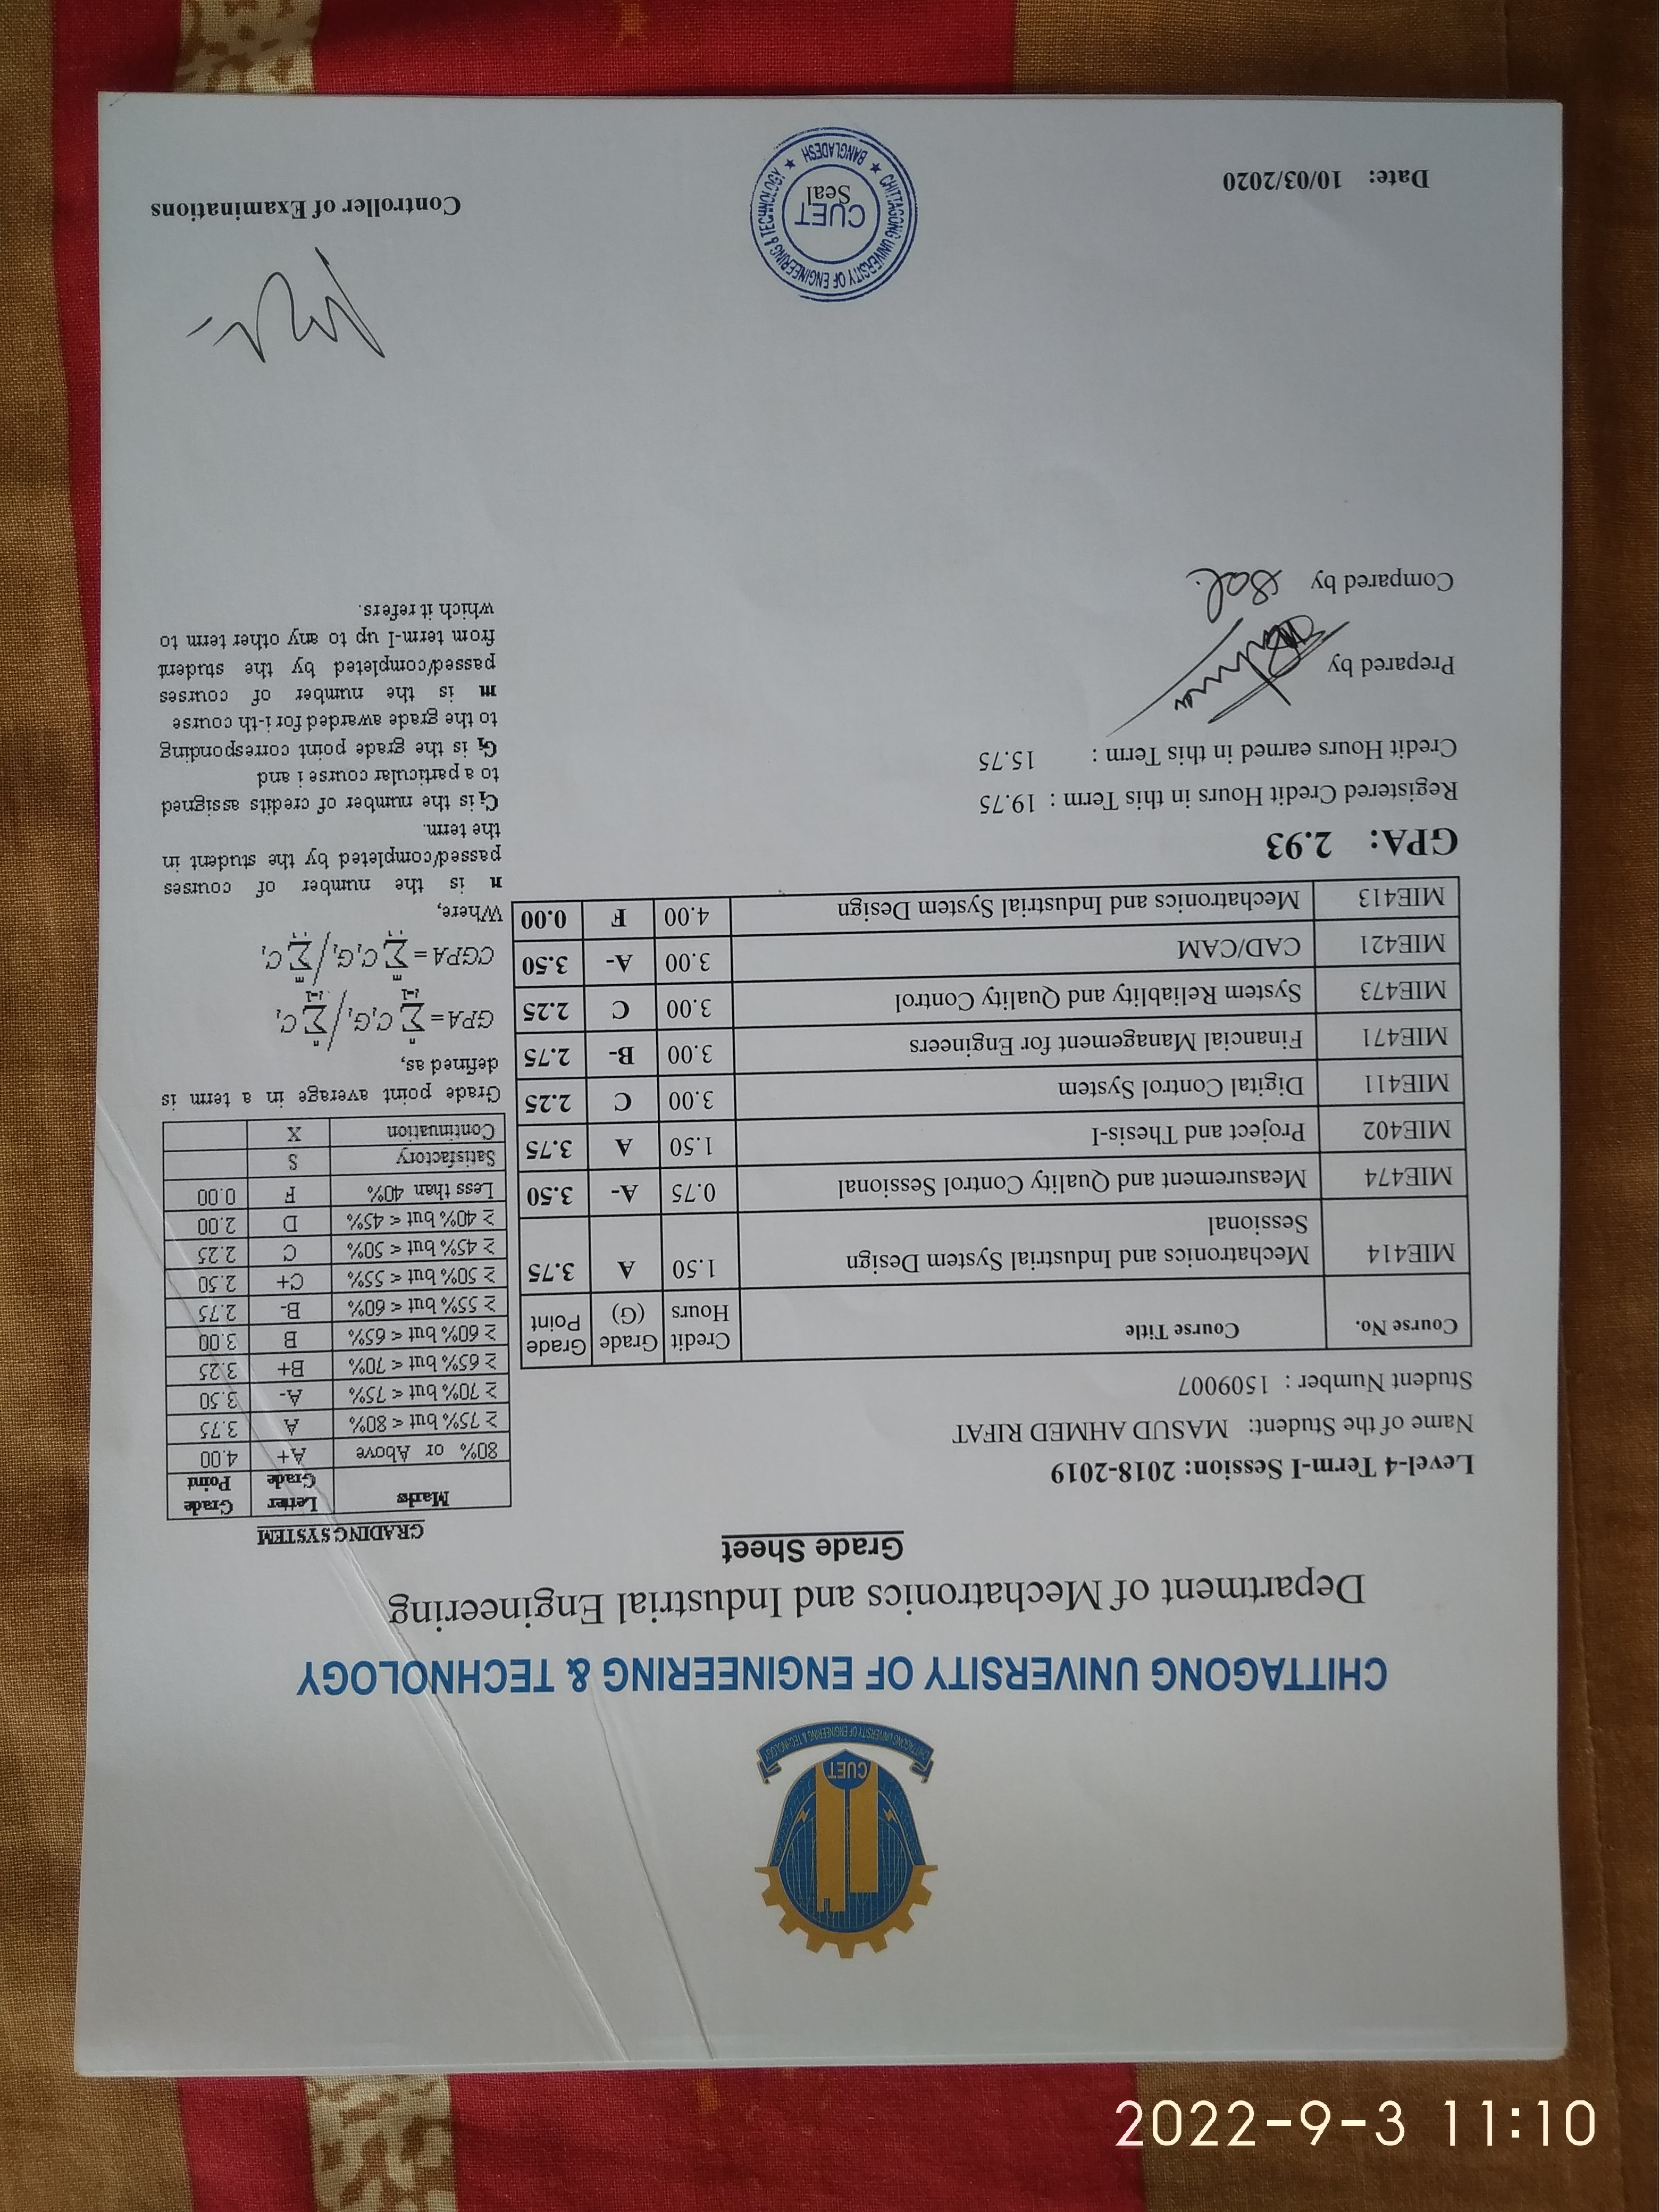 2022-9-3 11:10
CUET
CHITTAGONG UNIVERSITY OF ENGINEERING & TECHNOLOGY
CHITTAGONG UNIVERSITY OF ENGINEERING & TECHNOLOGY
Department of Mechatronics and Industrial Engineering
Grade Sheet
Level-4 Term-I Session: 2018-2019
Name of the Student: MASUD AHMED RIFAT
Student Number : 1509007
Course No. Course Title Credit Hours Grade (G) Grade Point
MIE414 Mechatronics and Industrial System Design Sessional 1.50 A 3.75
MIE474 Measurement and Quality Control Sessional 0.75 A- 3.50
MIE402 Project and Thesis-I 1.50 A 3.75
MIE411 Digital Control System 3.00 C 2.25
MIE471 Financial Management for Engineers 3.00 B- 2.75
MIE473 System Reliablity and Quality Control 3.00 C 2.25
MIE421 CAD/CAM 3.00 A- 3.50
MIE413 Mechatronics and Industrial System Design 4.00 F 0.00
GPA: 2.93
Registered Credit Hours in this Term : 19.75
Credit Hours earned in this Term : 15.75
Prepared by
Compared by
GRADING SYSTEM
Marks Letter Grade Grade Point
80% or Above A+ 4.00
≥ 75% but < 80% A 3.75
≥ 70% but < 75% A- 3.50
≥ 65% but < 70% B+ 3.25
≥ 60% but < 65% B 3.00
≥ 55% but < 60% B- 2.75
≥ 50% but < 55% C+ 2.50
≥ 45% but < 50% C 2.25
≥ 40% but < 45% D 2.00
Less than 40% F 0.00
Satisfactory S
Continuation X
Grade point average in a term is
defined as,
GPA = ∑ᵢ₌₁ⁿ CᵢGᵢ / ∑ᵢ₌₁ⁿ Cᵢ
CGPA = ∑ᵢ₌₁ᵐ CᵢGᵢ / ∑ᵢ₌₁ᵐ Cᵢ
Where,
n is the number of courses
passed/completed by the student in
the term.
Cᵢ is the number of credits assigned
to a particular course i and
Gᵢ is the grade point corresponding
to the grade awarded for i-th course
m is the number of courses
passed/completed by the student
from term-I up to any other term to
which it refers.
Date: 10/03/2020
CHITTAGONG UNIVERSITY OF ENGINEERING & TECHNOLOGY
CUET
Seal
★ BANGLADESH ★
Controller of Examinations